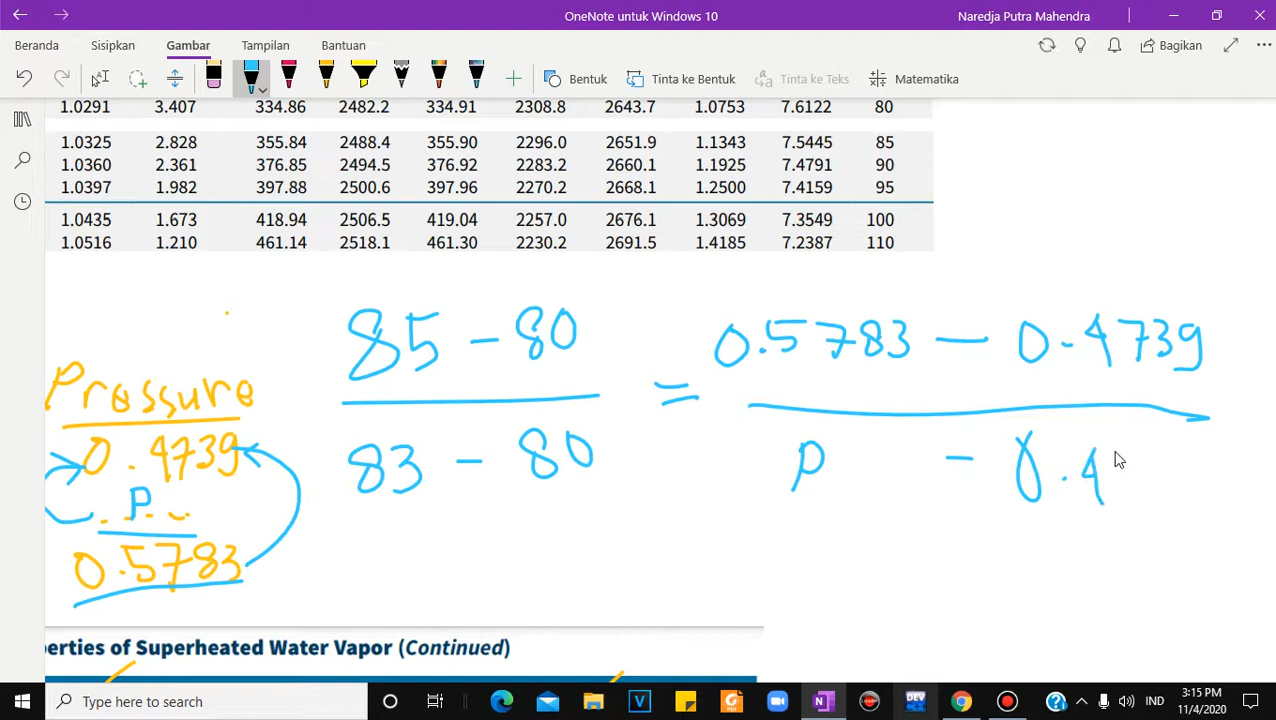 OneNote untuk Windows 10
Naredja Putra Mahendra
Beranda Sisipkan Gambar Tampilan Bantuan
Bagikan
Bentuk Tinta ke Bentuk Tinta ke Teks Matematika
1.0291 3.407 334.86 2482.2 334.91 2308.8 2643.7 1.0753 7.6122 80
1.0325 2.828 355.84 2488.4 355.90 2296.0 2651.9 1.1343 7.5445 85
1.0360 2.361 376.85 2494.5 376.92 2283.2 2660.1 1.1925 7.4791 90
1.0397 1.982 397.88 2500.6 397.96 2270.2 2668.1 1.2500 7.4159 95
1.0435 1.673 418.94 2506.5 419.04 2257.0 2676.1 1.3069 7.3549 100
1.0516 1.210 461.14 2518.1 461.30 2230.2 2691.5 1.4185 7.2387 110
85 - 80 = 0.5783 - 0.4739
83 - 80 P - 0.4
Pressure
0.4739
P
0.5783
erties of Superheated Water Vapor (Continued)
Type here to search
IND
3:15 PM
11/4/2020